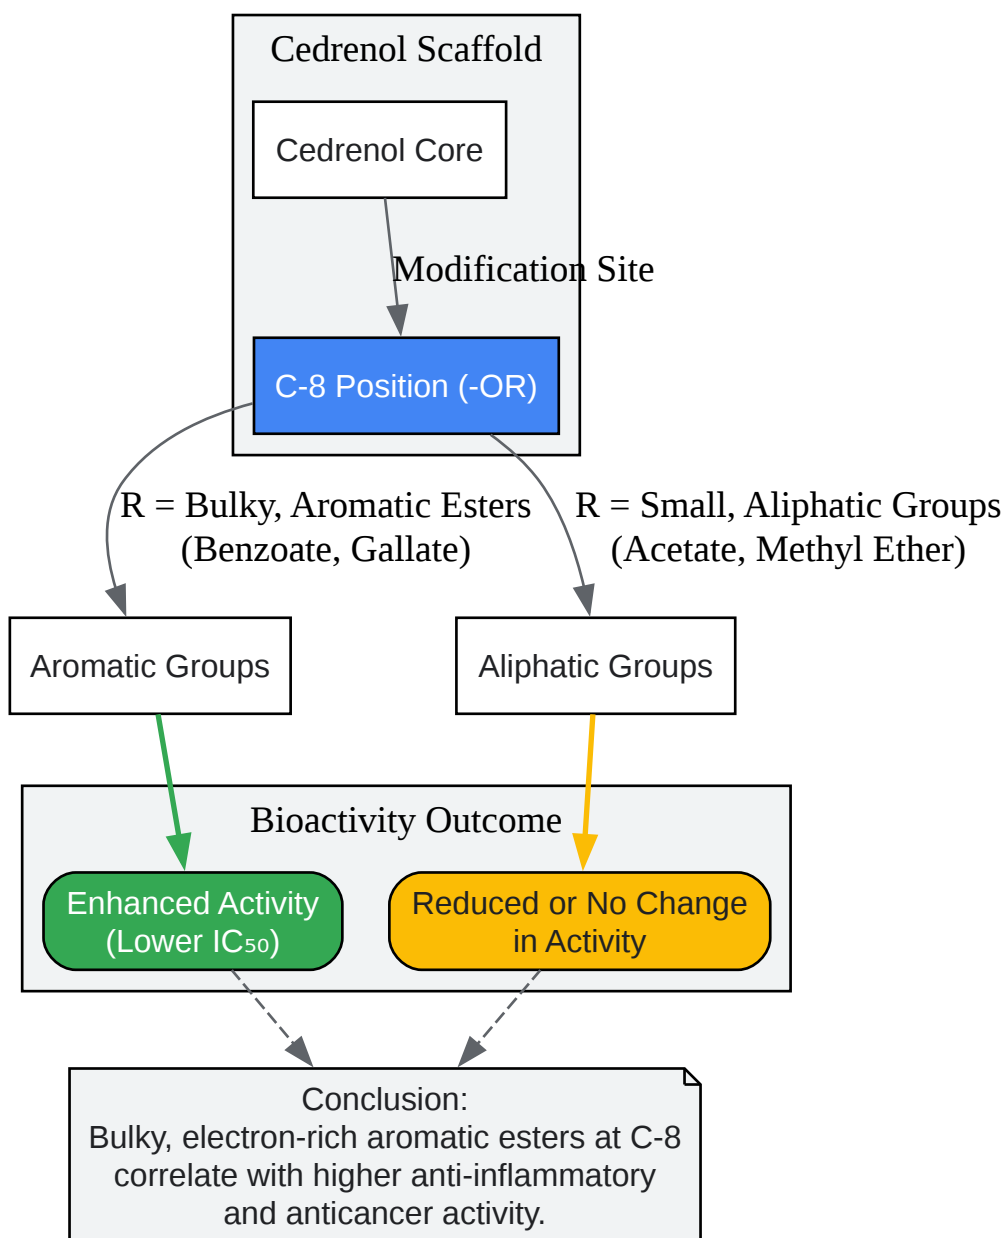 Cedrenol Scaffold
Cedrenol Core
Modification Site
C-8 Position (-OR)
R = Bulky, Aromatic Esters
(Benzoate, Gallate)
R = Small, Aliphatic Groups
(Acetate, Methyl Ether)
Aromatic Groups
Aliphatic Groups
Bioactivity Outcome
Enhanced Activity
(Lower IC₅₀)
Reduced or No Change
in Activity
Conclusion:
Bulky, electron-rich aromatic esters at C-8
correlate with higher anti-inflammatory
and anticancer activity.